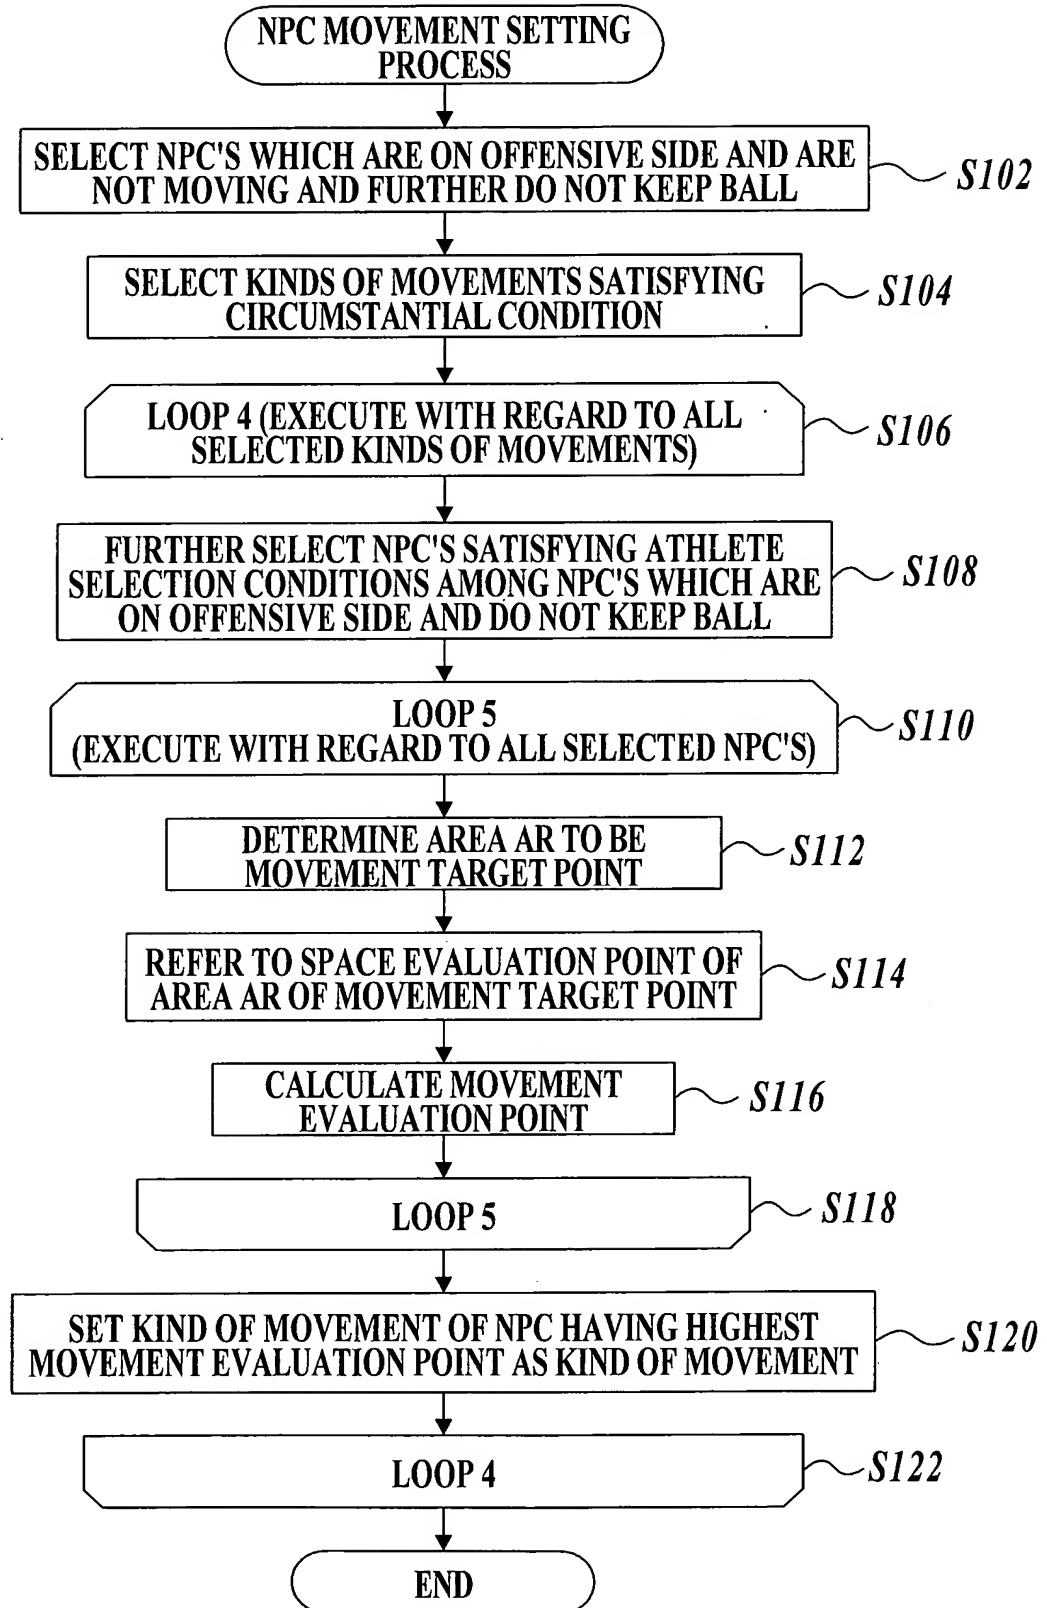 NPC MOVEMENT SETTING
PROCESS
SELECT NPC'S WHICH ARE ON OFFENSIVE SIDE AND ARE
NOT MOVING AND FURTHER DO NOT KEEP BALL
S102
SELECT KINDS OF MOVEMENTS SATISFYING
CIRCUMSTANTIAL CONDITION
S104
LOOP 4 (EXECUTE WITH REGARD TO ALL
SELECTED KINDS OF MOVEMENTS)
S106
FURTHER SELECT NPC'S SATISFYING ATHLETE
SELECTION CONDITIONS AMONG NPC'S WHICH ARE
ON OFFENSIVE SIDE AND DO NOT KEEP BALL
S108
LOOP 5
(EXECUTE WITH REGARD TO ALL SELECTED NPC'S)
S110
DETERMINE AREA AR TO BE
MOVEMENT TARGET POINT
S112
REFER TO SPACE EVALUATION POINT OF
AREA AR OF MOVEMENT TARGET POINT
S114
CALCULATE MOVEMENT
EVALUATION POINT
S116
LOOP 5
S118
SET KIND OF MOVEMENT OF NPC HAVING HIGHEST
MOVEMENT EVALUATION POINT AS KIND OF MOVEMENT
S120
LOOP 4
S122
END